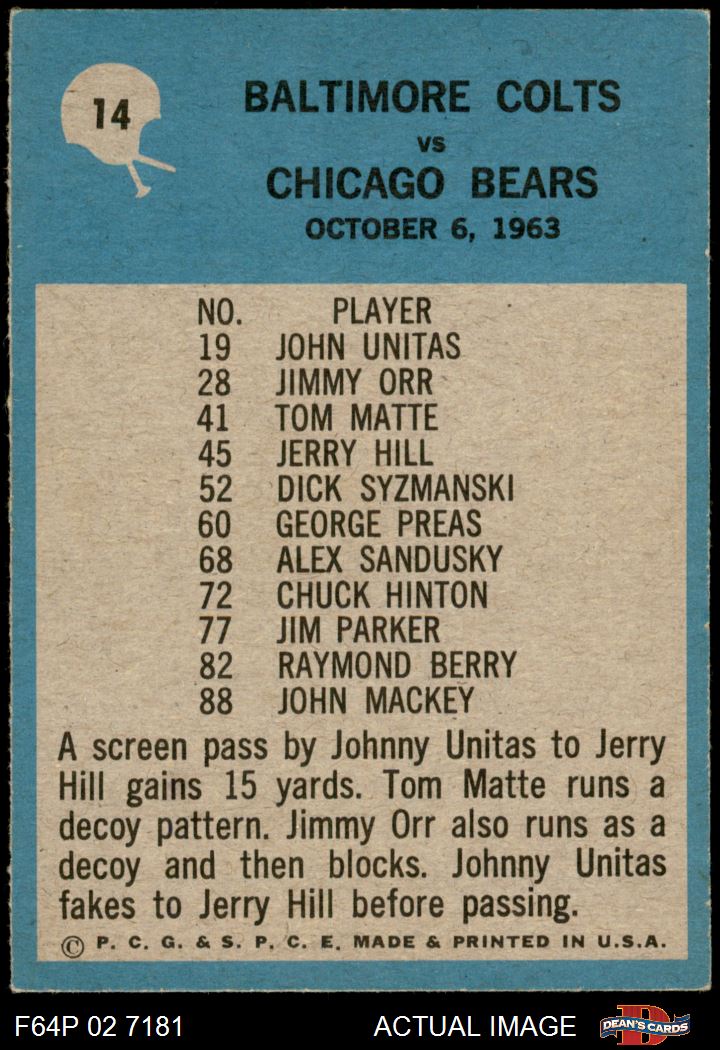 14
BALTIMORE COLTS
VS
CHICAGO BEARS
OCTOBER 6, 1963
NO. PLAYER
19 JOHN UNITAS
28 JIMMY ORR
41 TOM MATTE
45 JERRY HILL
52 DICK SYZMANSKI
60 GEORGE PREAS
68 ALEX SANDUSKY
72 CHUCK HINTON
77 JIM PARKER
82 RAYMOND BERRY
88 JOHN MACKEY
A screen pass by Johnny Unitas to Jerry
Hill gains 15 yards. Tom Matte runs a
decoy pattern. Jimmy Orr also runs as a
decoy and then blocks. Johnny Unitas
fakes to Jerry Hill before passing.
© P. C. G. & S. P. C. E. MADE & PRINTED IN U.S.A.
F64P 02 7181 ACTUAL IMAGE D DEAN'S CARDS